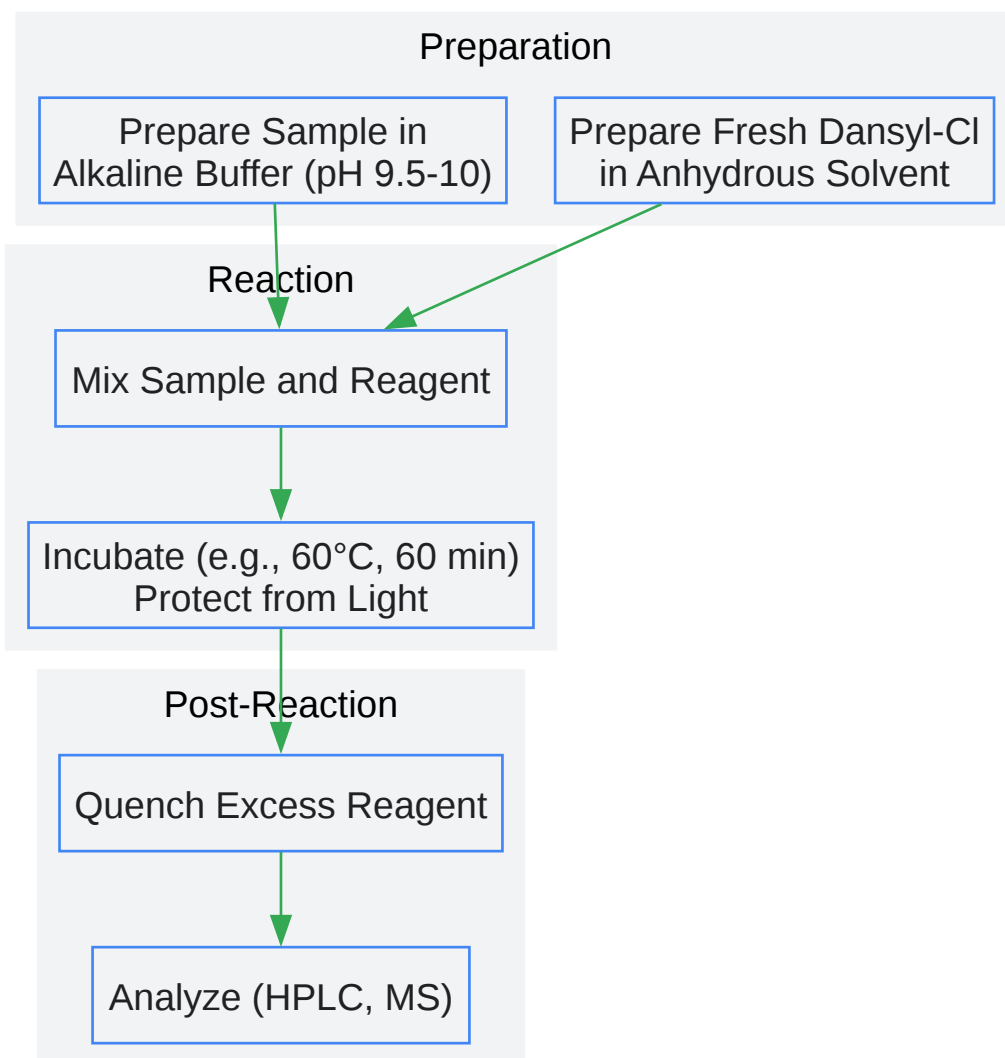 Preparation
Prepare Sample in
Alkaline Buffer (pH 9.5-10)
Prepare Fresh Dansyl-Cl
in Anhydrous Solvent
Reaction
Mix Sample and Reagent
Incubate (e.g., 60°C, 60 min)
Protect from Light
Post-Reaction
Quench Excess Reagent
Analyze (HPLC, MS)